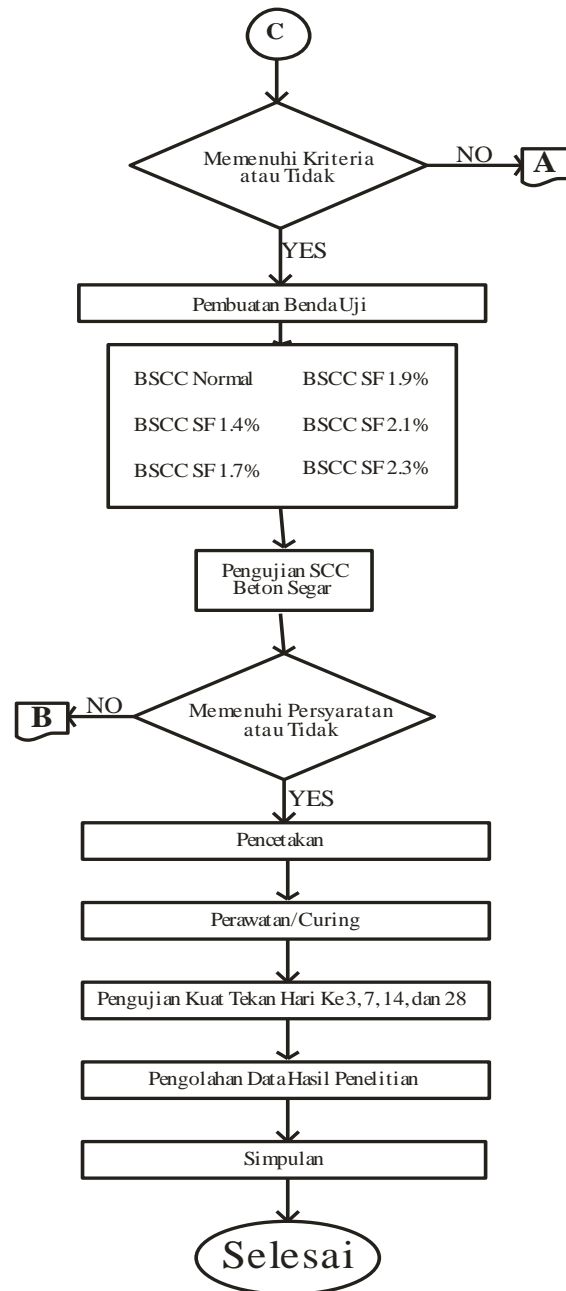 C
Memenuhi Kriteria
atau Tidak
NO
A
YES
Pembuatan Benda Uji
BSCC Normal BSCC SF 1.9%
BSCC SF 1.4% BSCC SF 2.1%
BSCC SF 1.7% BSCC SF 2.3%
Pengujian SCC
Beton Segar
B
NO
Memenuhi Persyaratan
atau Tidak
YES
Pencetakan
Perawatan/Curing
Pengujian Kuat Tekan Hari Ke 3, 7, 14, dan 28
Pengolahan Data Hasil Penelitian
Simpulan
Selesai